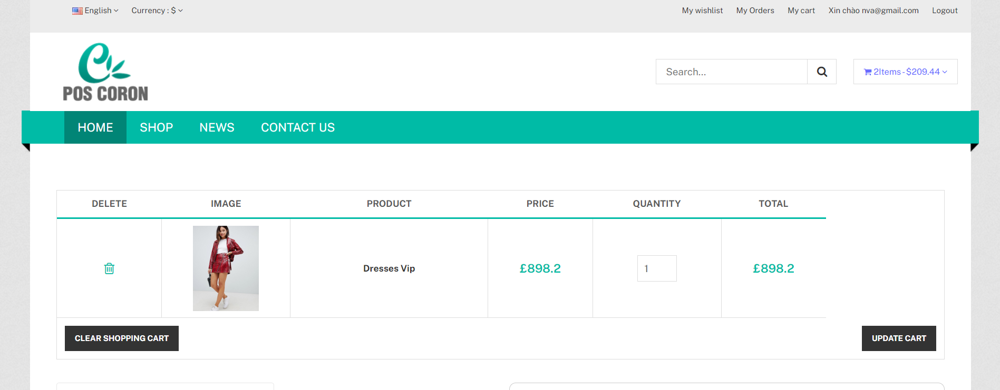 English Currency : $ My wishlist My Orders My cart Xin chào nva@gmail.com Logout
POS CORON
Search... 2Items - $209.44
HOME SHOP NEWS CONTACT US
DELETE IMAGE PRODUCT PRICE QUANTITY TOTAL
Dresses Vip £898.2 1 £898.2
CLEAR SHOPPING CART UPDATE CART